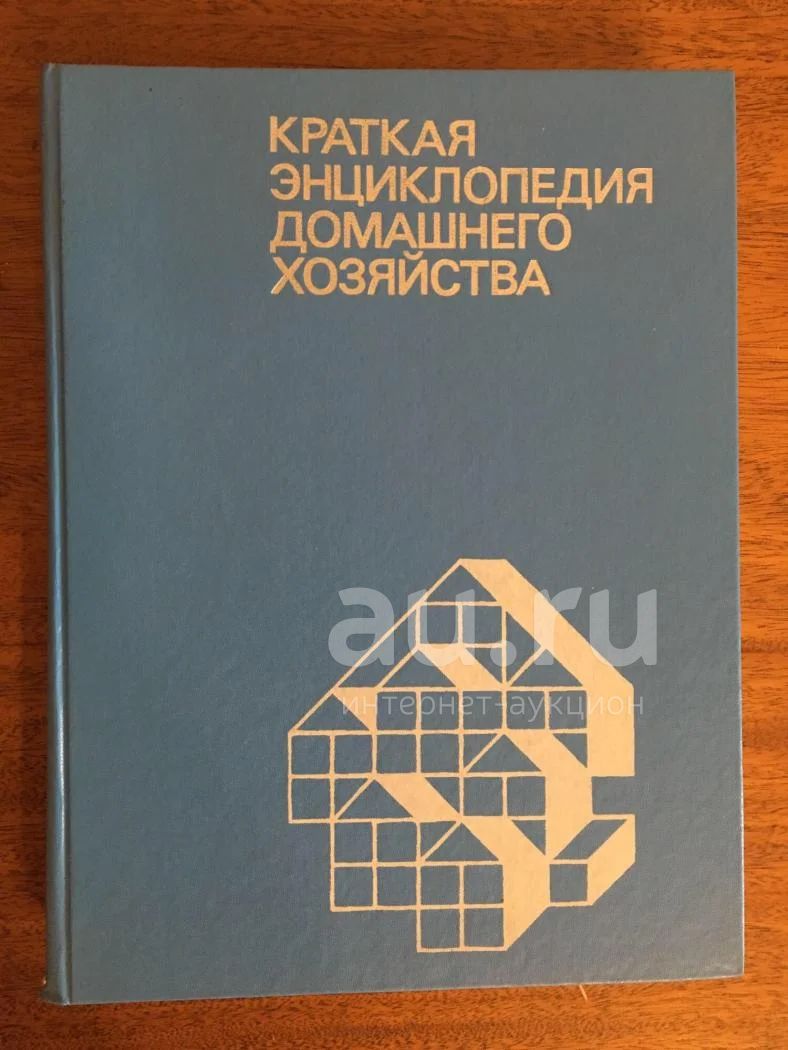 КРАТКАЯ
ЭНЦИКЛОПЕДИЯ
ДОМАШНЕГО
ХОЗЯЙСТВА
au.ru
интернет-аукцион